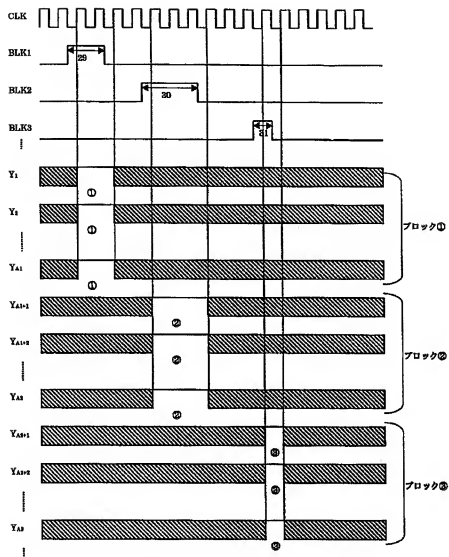 CLK
BLK1
29
BLK2
30
BLK3
31
Y1
①
Y2
①
ブロック①
YA1
①
YA1+1
②
YA1+2
②
ブロック②
YA2
②
YA2+1
③
YA2+2
③
ブロック③
YA3
③